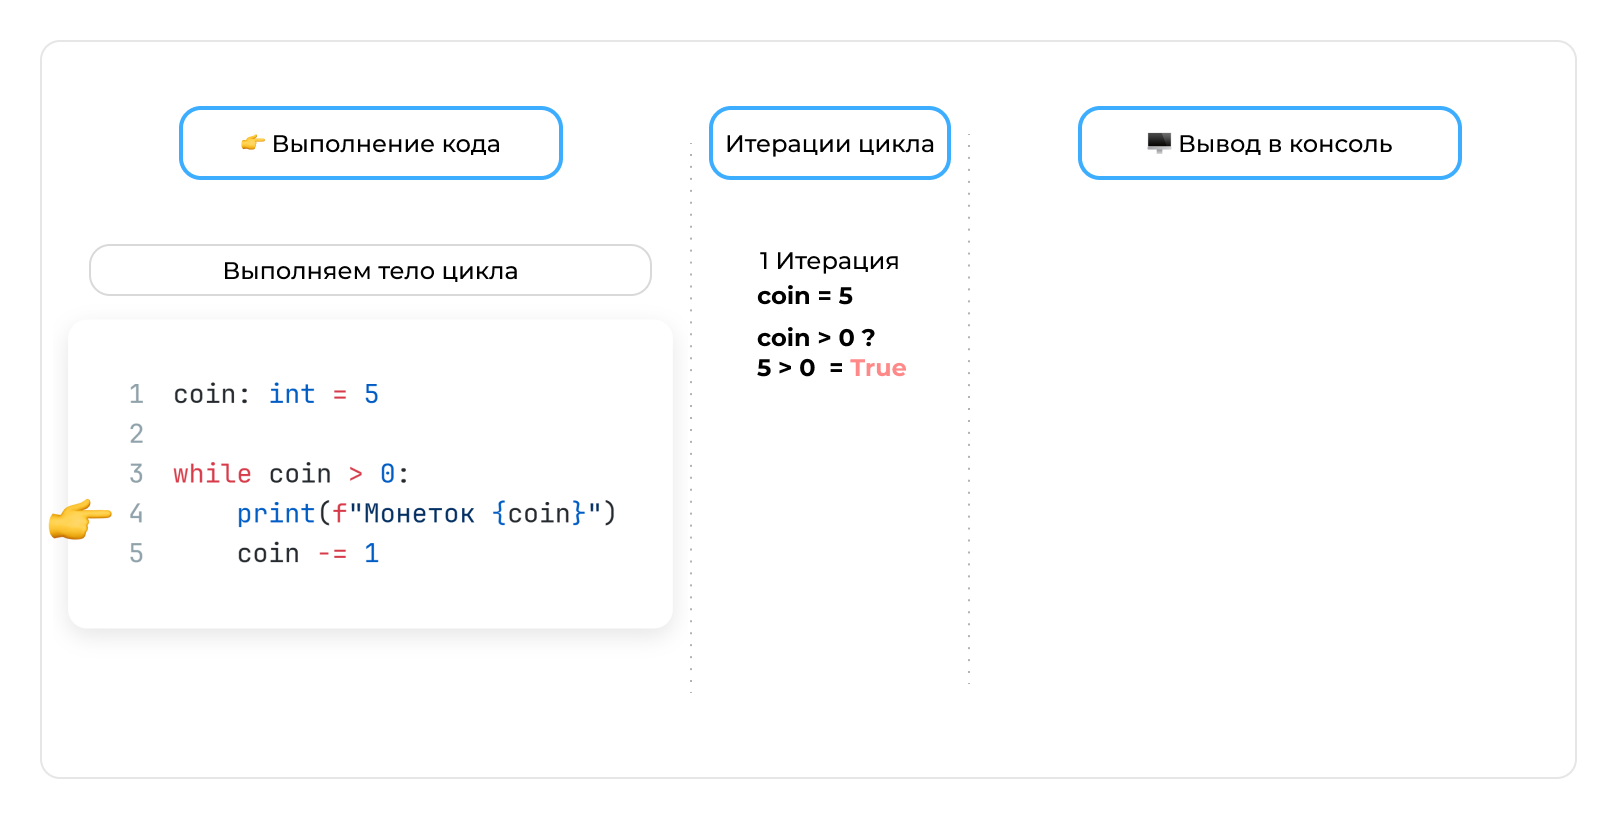 👉 Выполнение кода
Итерации цикла
🖥 Вывод в консоль
Выполняем тело цикла
1 coin: int = 5
2
3 while coin > 0:
4     print(f"Монеток {coin}")
5     coin -= 1
1 Итерация
coin = 5
coin > 0 ?
5 > 0 = True